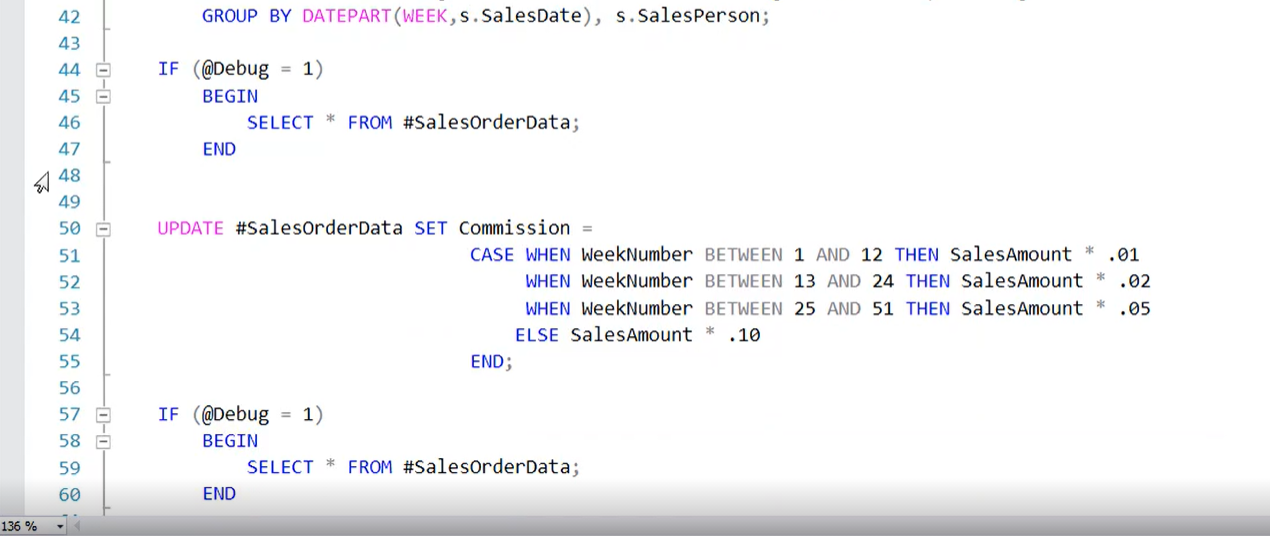 42 GROUP BY DATEPART(WEEK,s.SalesDate), s.SalesPerson;
43
44 IF (@Debug = 1)
45 BEGIN
46 SELECT * FROM #SalesOrderData;
47 END
48
49
50 UPDATE #SalesOrderData SET Commission =
51 CASE WHEN WeekNumber BETWEEN 1 AND 12 THEN SalesAmount * .01
52 WHEN WeekNumber BETWEEN 13 AND 24 THEN SalesAmount * .02
53 WHEN WeekNumber BETWEEN 25 AND 51 THEN SalesAmount * .05
54 ELSE SalesAmount * .10
55 END;
56
57 IF (@Debug = 1)
58 BEGIN
59 SELECT * FROM #SalesOrderData;
60 END
136 %